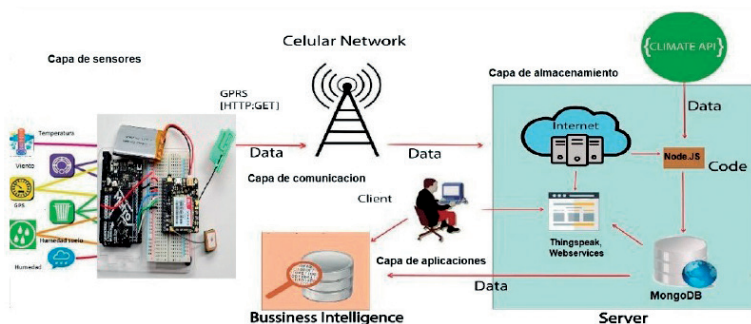 Celular Network
Capa de sensores
GPRS
[HTTP:GET]
{CLIMATE API}
Capa de almacenamiento
Temperatura
Viento
GPS
Humedad suelo
Humedad
Data
Data
Data
Capa de comunicacion
Internet
Node.JS
Code
Client
Thingspeak,
Webservices
Capa de aplicaciones
Data
MongoDB
Bussiness Intelligence
Server